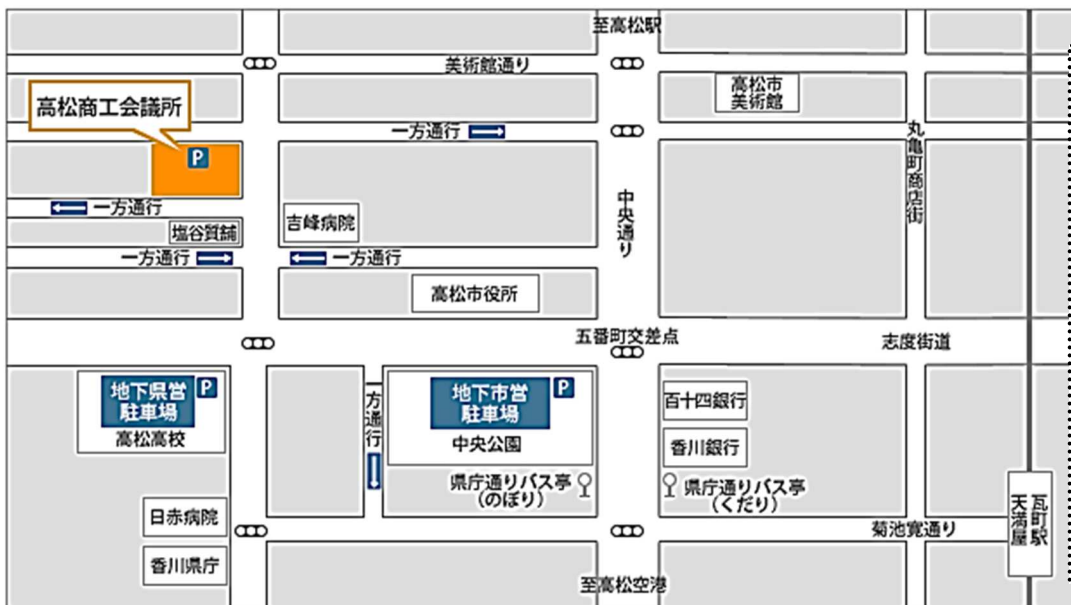 至高松駅
美術館通り
高松市
美術館
高松商工会議所
P
一方通行
丸亀町商店街
一方通行
中央通り
吉峰病院
塩谷質舗
一方通行
一方通行
高松市役所
五番町交差点
志度街道
地下県営
駐車場
P
高松高校
一方通行
地下市営
駐車場
P
中央公園
百十四銀行
香川銀行
県庁通りバス亭
(のぼり)
県庁通りバス亭
(くだり)
日赤病院
香川県庁
菊池寛通り
瓦町駅
天満屋
至高松空港